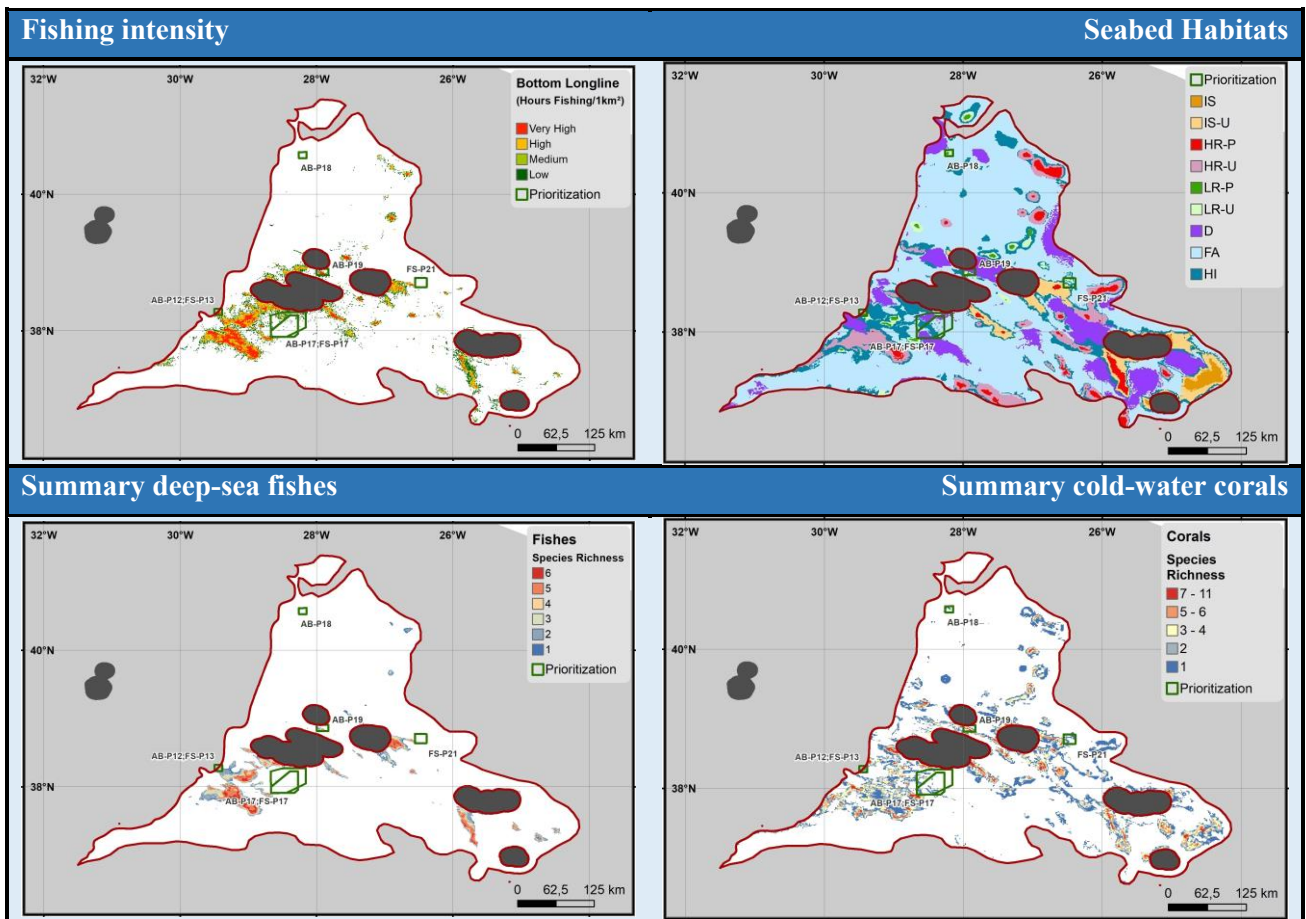 Fishing intensity
Seabed Habitats
32°W
30°W
28°W
26°W
40°N
38°N
Bottom Longline
(Hours Fishing/1km²)
Very High
High
Medium
Low
Prioritization
AB-P18
AB-P19
FS-P21
AB-P12;FS-P13
AB-P17;FS-P17
0 62,5 125 km
32°W
30°W
28°W
26°W
40°N
38°N
Prioritization
IS
IS-U
HR-P
HR-U
LR-P
LR-U
D
FA
HI
AB-P18
AB-P19
FS-P21
AB-P12;FS-P13
AB-P17;FS-P17
0 62,5 125 km
Summary deep-sea fishes
Summary cold-water corals
32°W
30°W
28°W
26°W
40°N
38°N
Fishes
Species Richness
6
5
4
3
2
1
Prioritization
AB-P18
AB-P19
FS-P21
AB-P12;FS-P13
AB-P17;FS-P17
0 62,5 125 km
32°W
30°W
28°W
26°W
40°N
38°N
Corals
Species
Richness
7 - 11
5 - 6
3 - 4
2
1
Prioritization
AB-P18
AB-P19
FS-P21
AB-P12;FS-P13
AB-P17;FS-P17
0 62,5 125 km